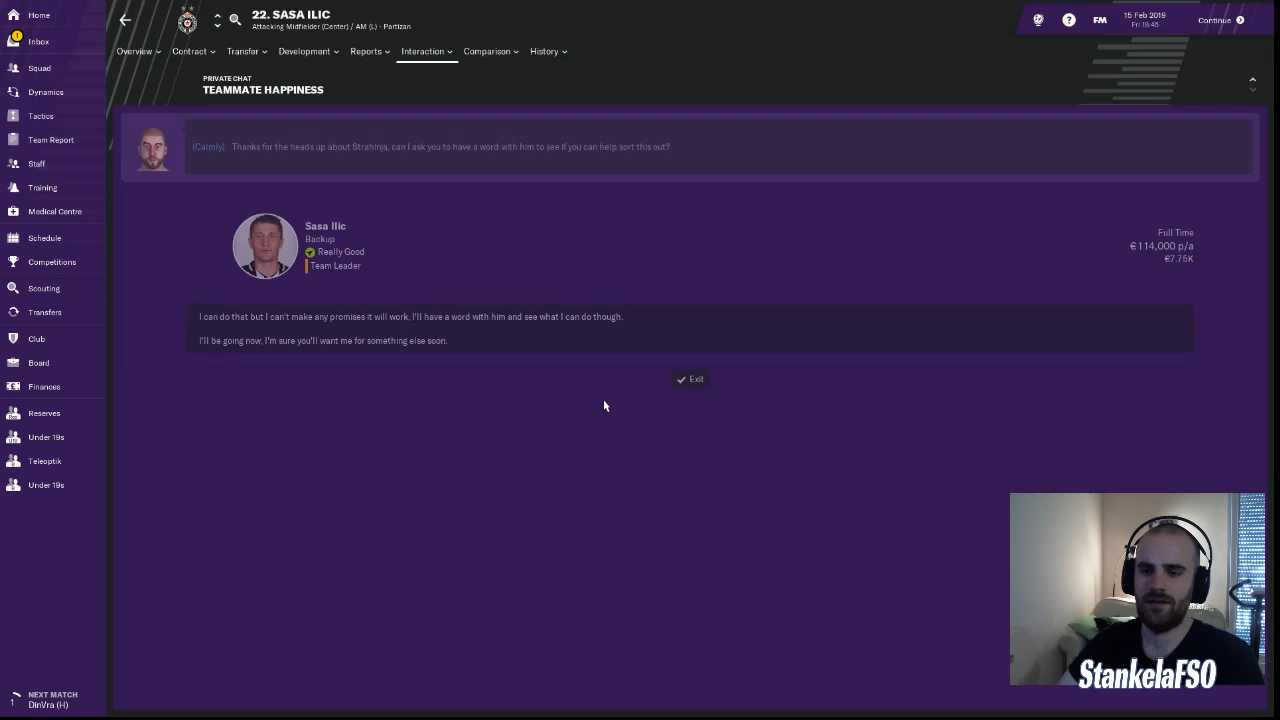 Home
1
Inbox
Squad
Dynamics
Tactics
Team Report
Staff
Training
Medical Centre
Schedule
Competitions
Scouting
Transfers
Club
Board
Finances
Reserves
Under 19s
Teleoptik
Under 19s
1
NEXT MATCH
DinVra (H)
22. SASA ILIC
Attacking Midfielder (Center) / AM (L) - Partizan
FM
15 Feb 2019
Fri 18:45
Continue
Overview
Contract
Transfer
Development
Reports
Interaction
Comparison
History
PRIVATE CHAT
TEAMMATE HAPPINESS
(Calmly) Thanks for the heads up about Strahinja, can I ask you to have a word with him to see if you can help sort this out?
Sasa Ilic
Backup
Really Good
Team Leader
Full Time
€114,000 p/a
€7.75K
I can do that but I can't make any promises it will work, I'll have a word with him and see what I can do though.
I'll be going now, I'm sure you'll want me for something else soon.
Exit
StankelaFSO